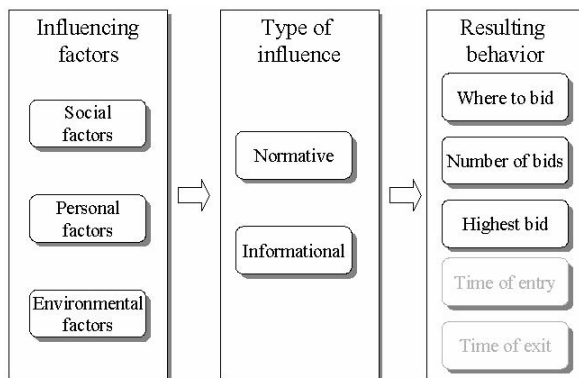 Influencing
factors
Social
factors
Personal
factors
Environmental
factors
Type of
influence
Normative
Informational
Resulting
behavior
Where to bid
Number of bids
Highest bid
Time of entry
Time of exit